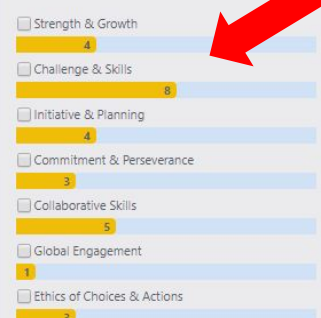 Strength & Growth
4
Challenge & Skills
8
Initiative & Planning
4
Commitment & Perseverance
3
Collaborative Skills
5
Global Engagement
1
Ethics of Choices & Actions